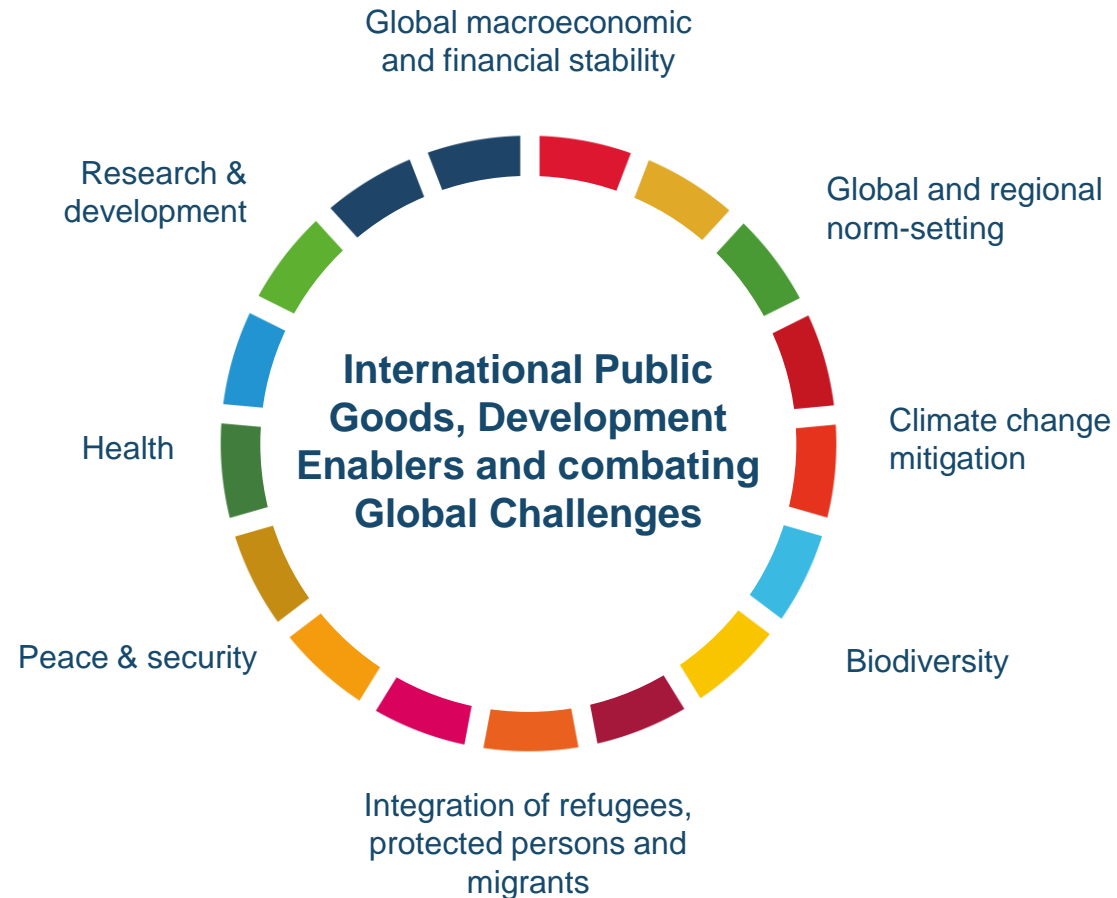 Global macroeconomic
and financial stability
Research &
development
Global and regional
norm-setting
International Public
Goods, Development
Enablers and combating
Global Challenges
Climate change
mitigation
Health
Peace & security
Biodiversity
Integration of refugees,
protected persons and
migrants